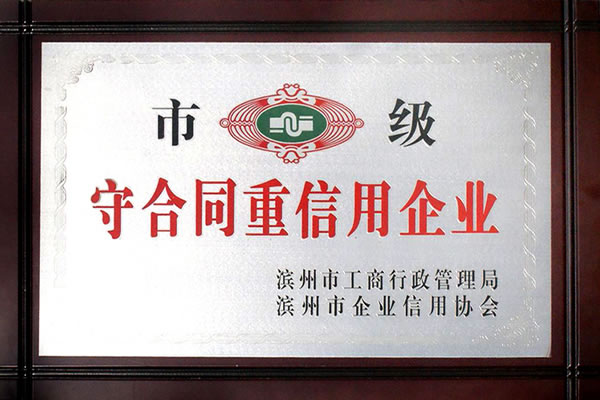 市 级
守合同重信用企业
滨州市工商行政管理局
滨州市企业信用协会